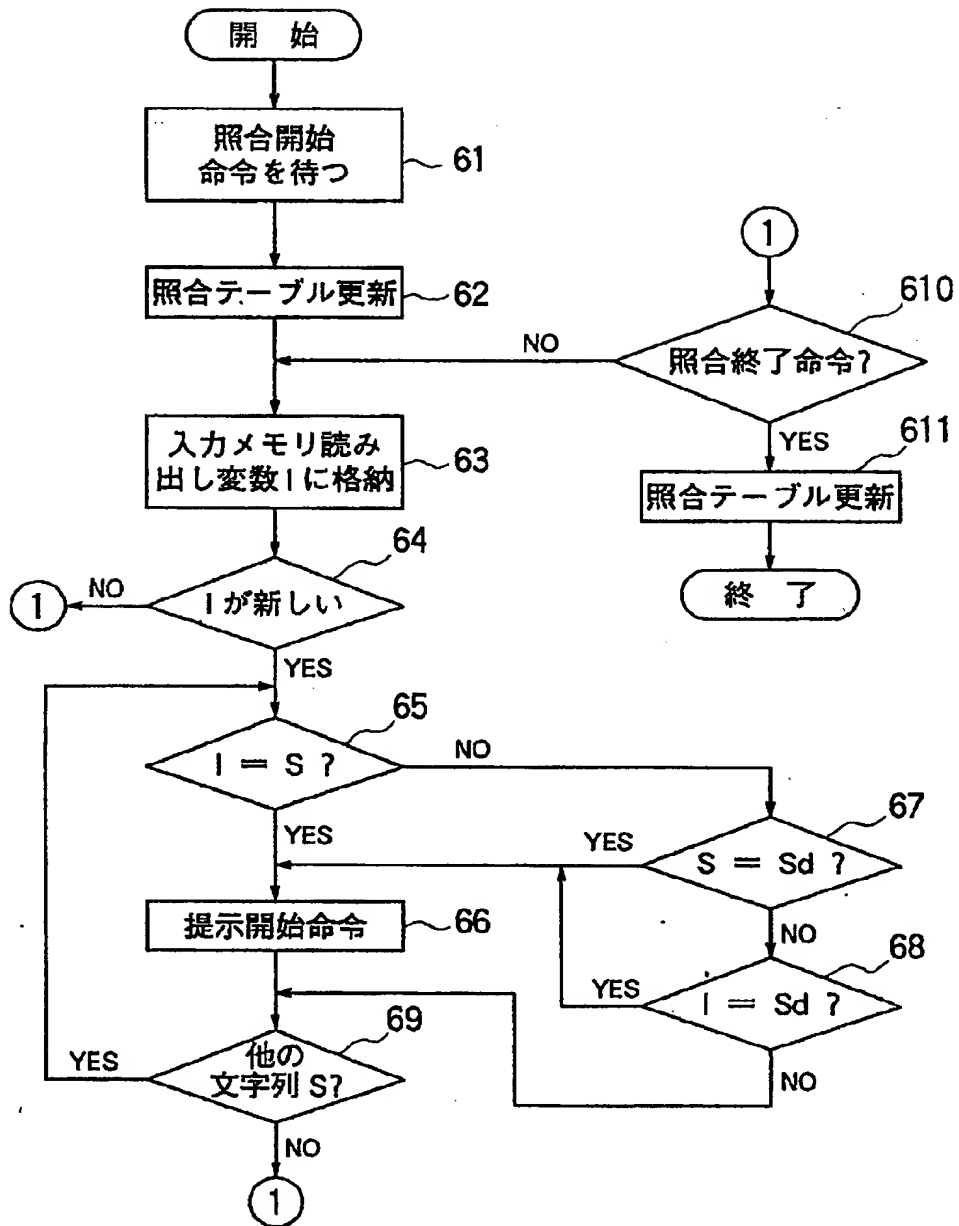 開 始
照合開始
命令を待つ
61
照合テーブル更新
62
入力メモリ読み
出し変数Iに格納
63
64
Iが新しい
NO
1
YES
65
I = S ?
NO
YES
67
S = Sd ?
YES
NO
提示開始命令
66
68
I = Sd ?
YES
NO
69
他の
文字列 S?
YES
NO
1
1
610
照合終了命令?
NO
YES
611
照合テーブル更新
終 了